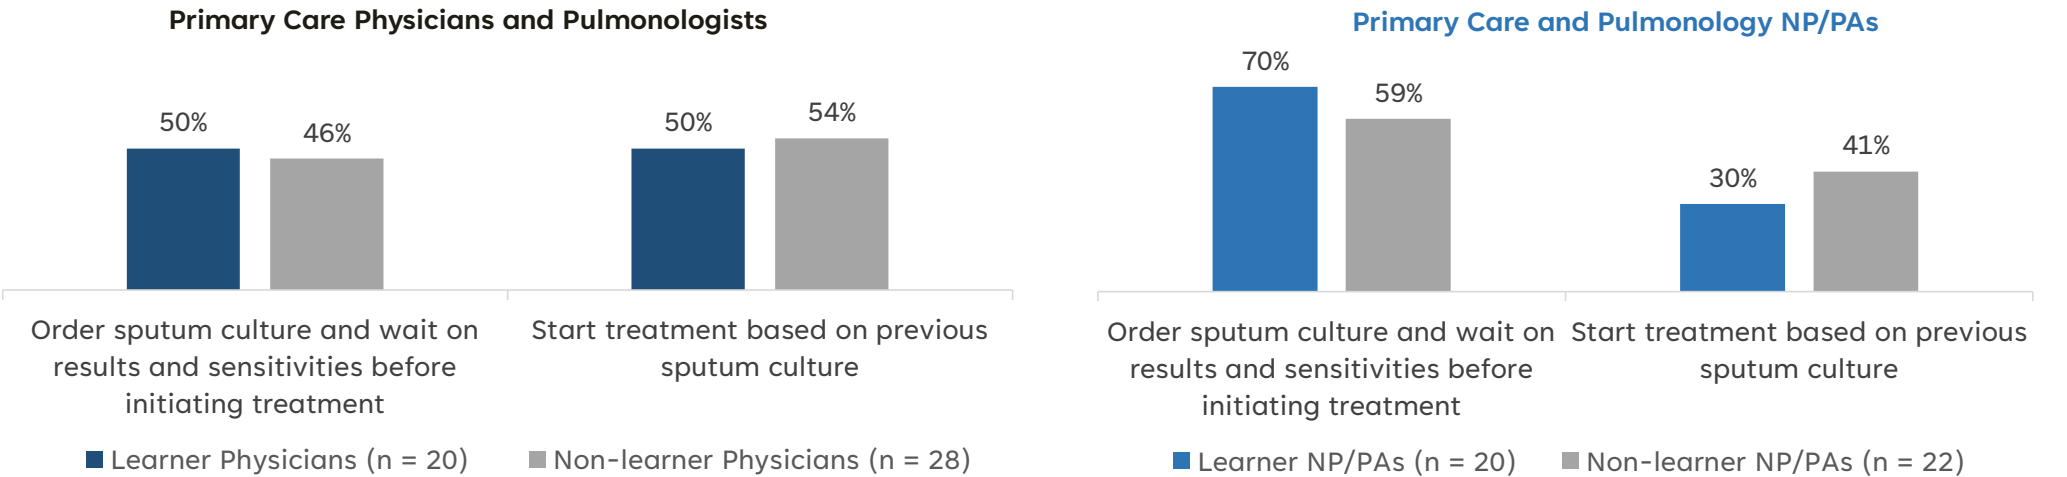 Primary Care Physicians and Pulmonologists
50%
46%
50%
54%
Order sputum culture and wait on
results and sensitivities before
initiating treatment
Start treatment based on previous
sputum culture
Learner Physicians (n = 20)
Non-learner Physicians (n = 28)
Primary Care and Pulmonology NP/PAs
70%
59%
30%
41%
Order sputum culture and wait on
results and sensitivities before
initiating treatment
Start treatment based on previous
sputum culture
Learner NP/PAs (n = 20)
Non-learner NP/PAs (n = 22)